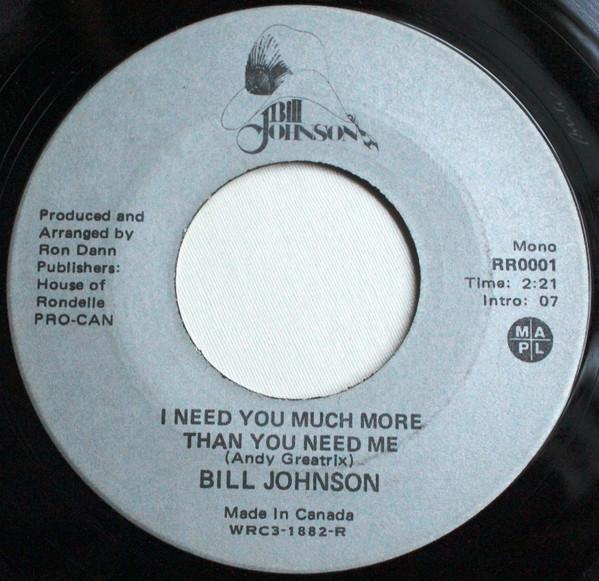 Bill
JOHNSON
Produced and
Arranged by
Ron Dann
Publishers:
House of
Rondelle
PRO-CAN
Mono
RR0001
Time: 2:21
Intro: 07
M A
P L
I NEED YOU MUCH MORE
THAN YOU NEED ME
(Andy Greatrix)
BILL JOHNSON
Made In Canada
WRC3-1882-R